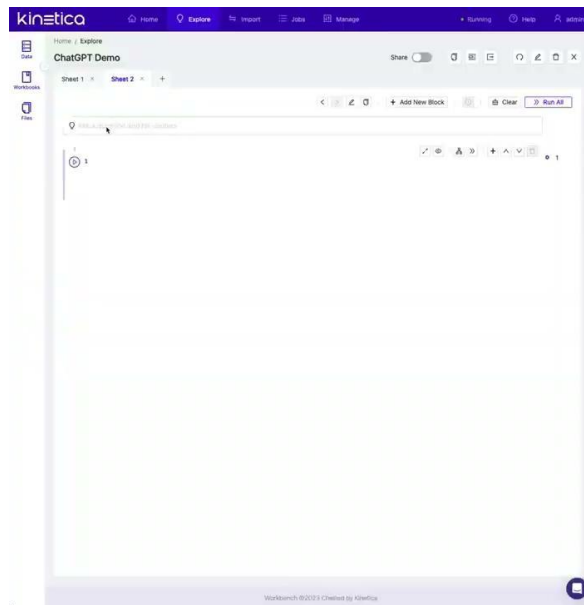 kinetica
Home Explore Import Jobs Manage Running Help admin
Data
Workbooks
Files
Home / Explore
ChatGPT Demo
Share
Sheet 1 × Sheet 2 × +
+ Add New Block Clear Run All
1
1
1
Workbench ©2023 Created by Kinetica